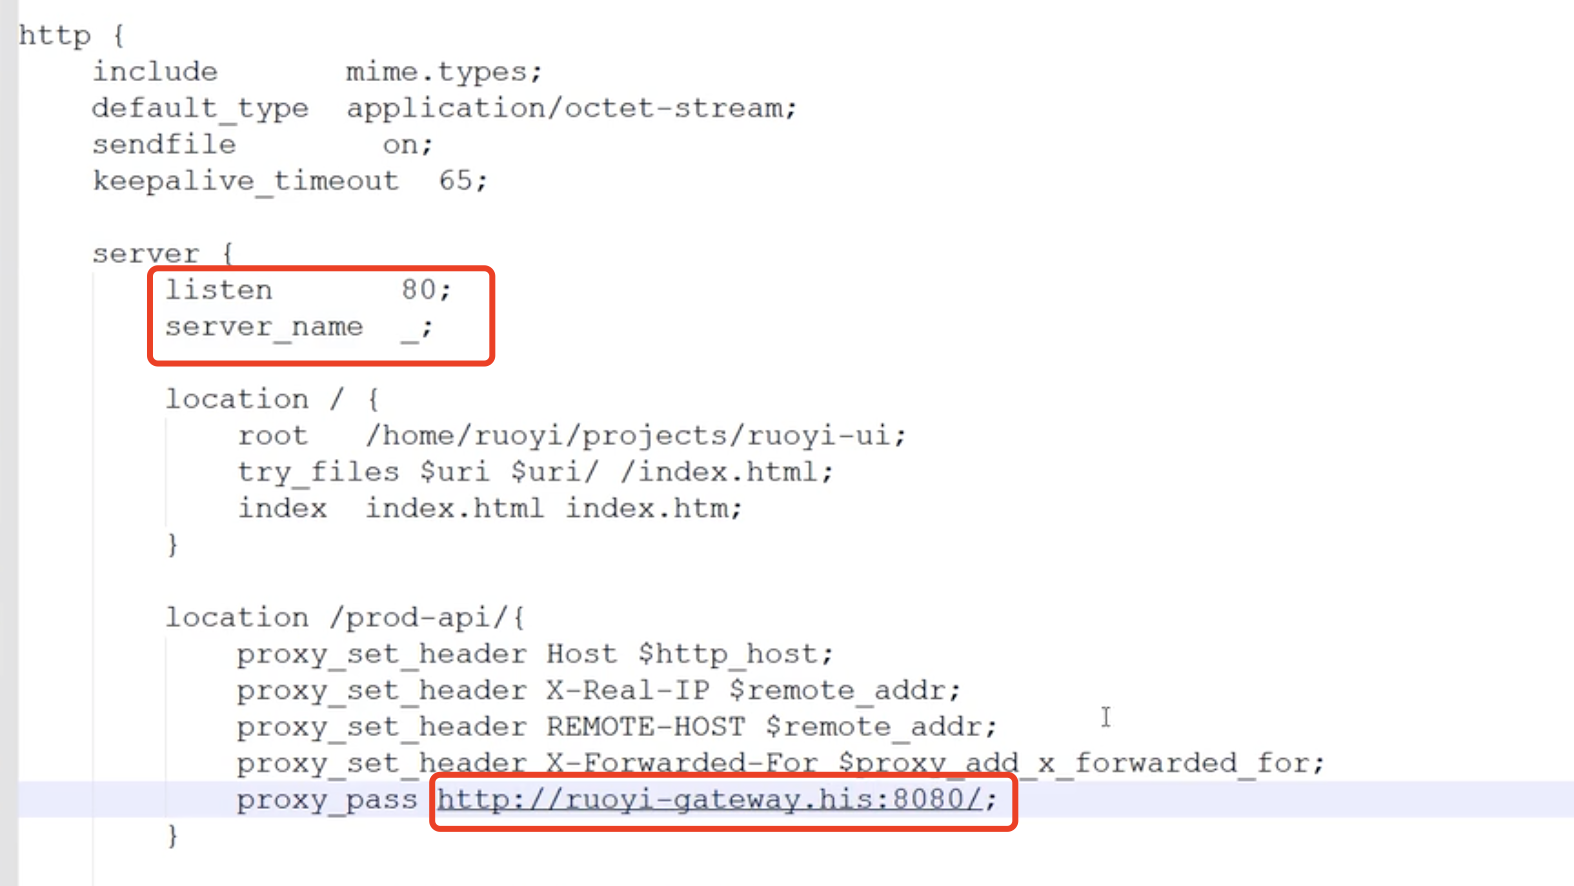 http {
    include       mime.types;
    default_type  application/octet-stream;
    sendfile        on;
    keepalive_timeout  65;
    server {
        listen       80;
        server_name  _;
        location / {
            root   /home/ruoyi/projects/ruoyi-ui;
            try_files $uri $uri/ /index.html;
            index  index.html index.htm;
        }
        location /prod-api/{
            proxy_set_header Host $http_host;
            proxy_set_header X-Real-IP $remote_addr;
            proxy_set_header REMOTE-HOST $remote_addr;
            proxy_set_header X-Forwarded-For $proxy_add_x_forwarded_for;
            proxy_pass http://ruoyi-gateway.his:8080/;
        }